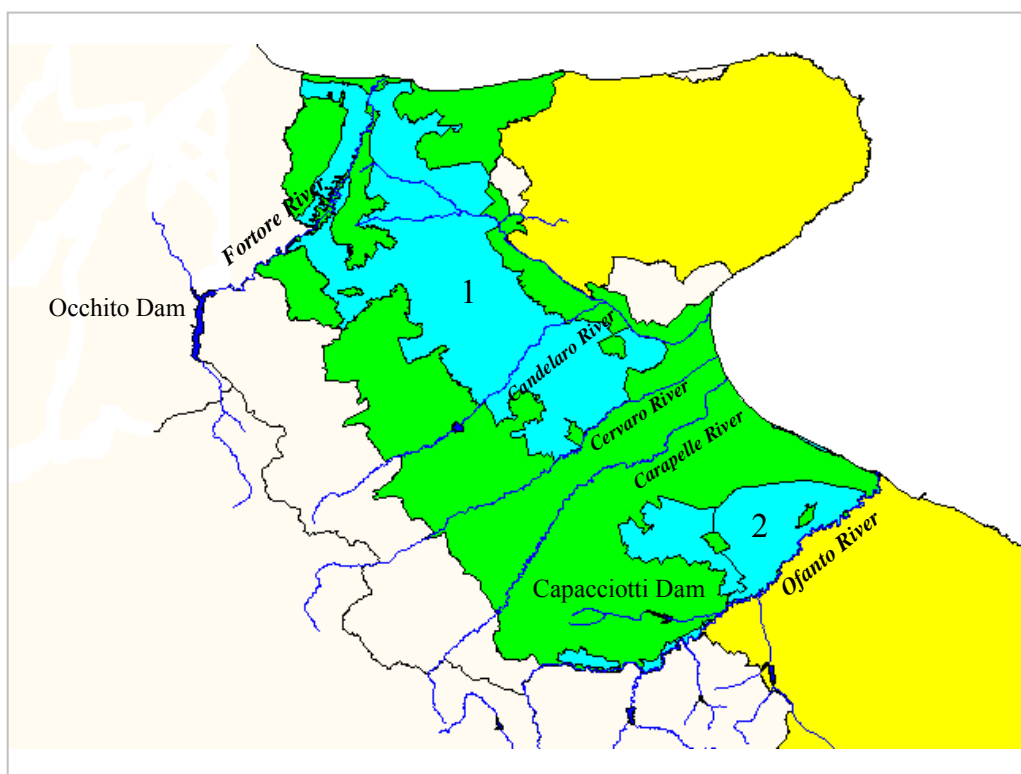 Fortore River
Occhito Dam
1
Candelaro River
Cervaro River
Carapelle River
2
Ofanto River
Capacciotti Dam